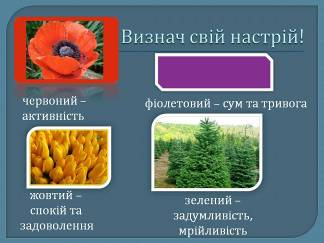 Визнач свій настрій!
червоний –
активність
фіолетовий – сум та тривога
жовтий –
спокій та
задоволення
зелений –
задумливість,
мрійливість